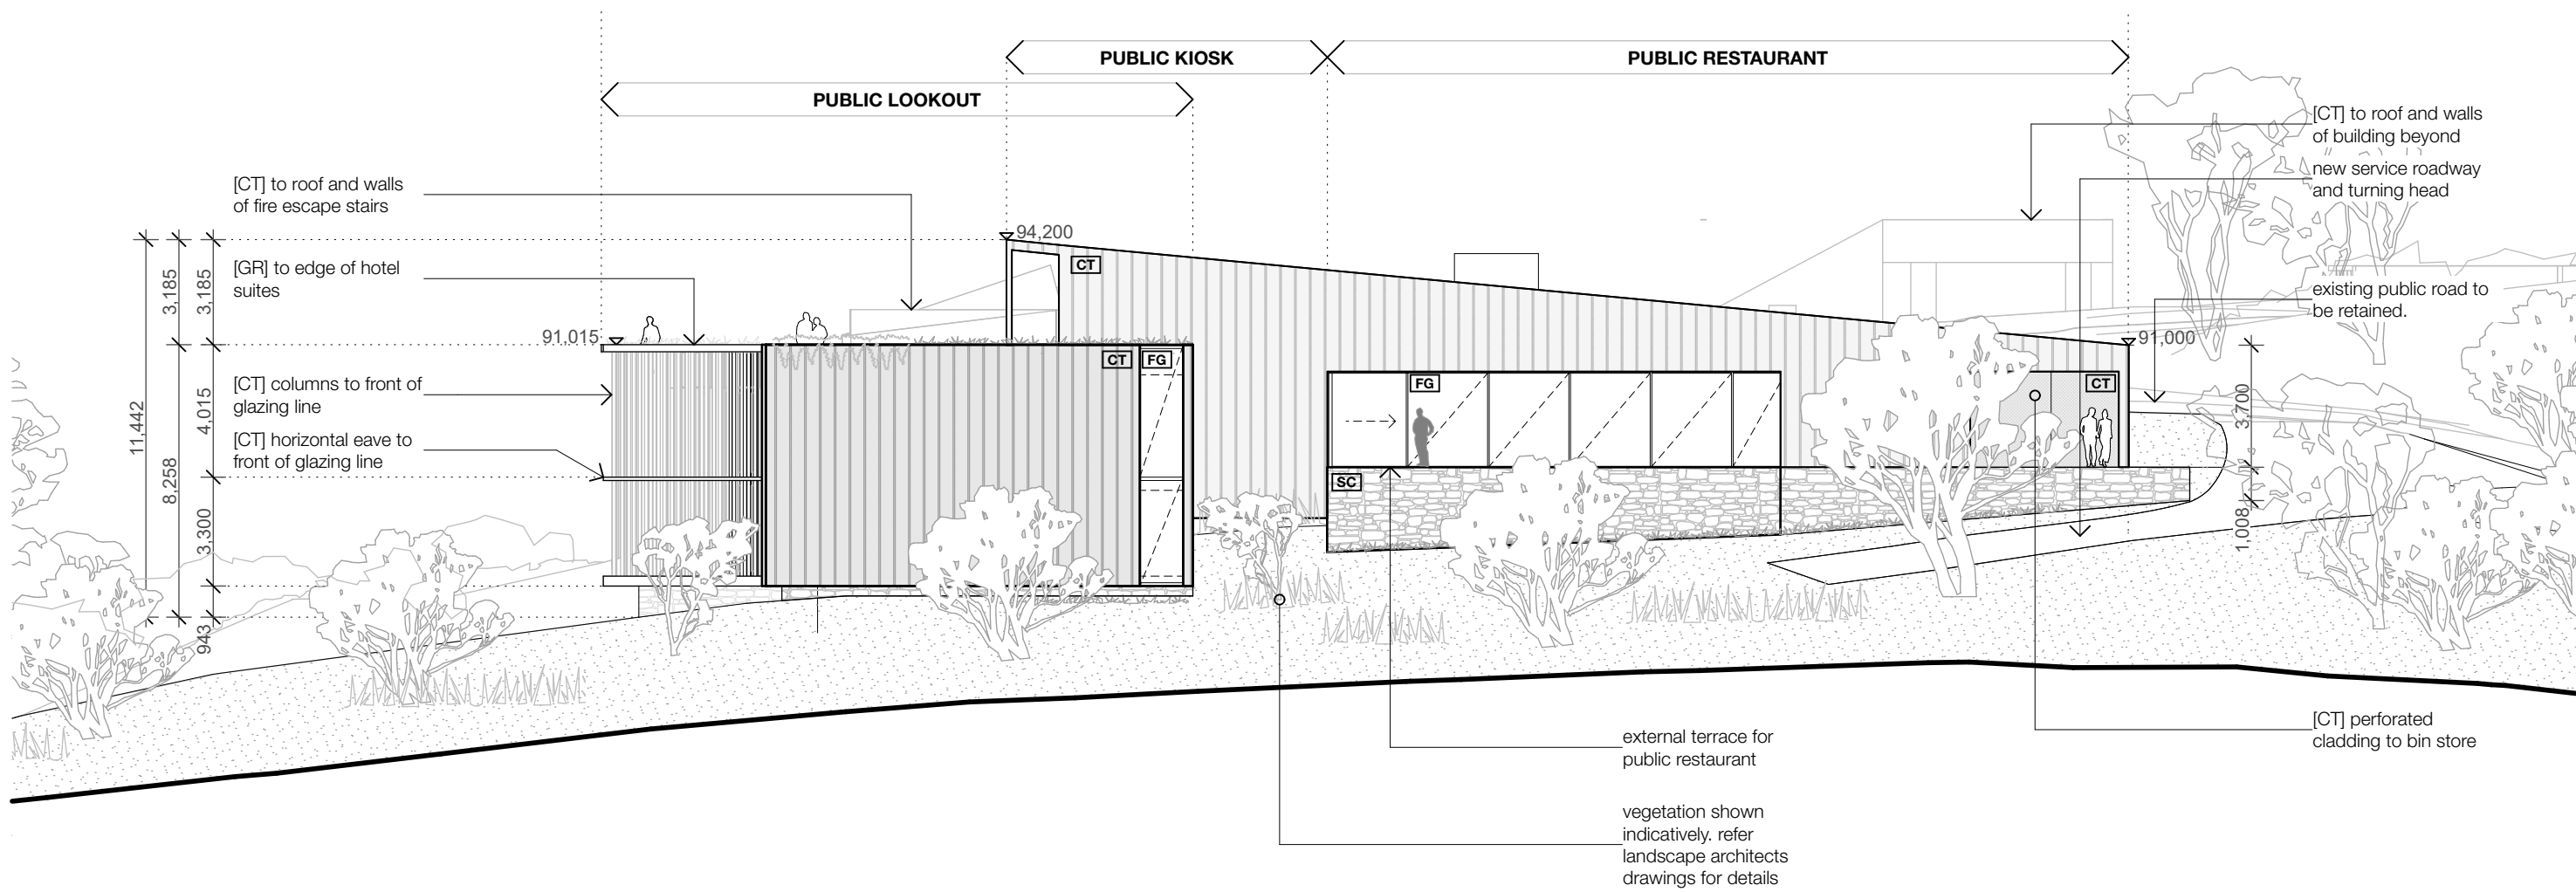 PUBLIC KIOSK
PUBLIC RESTAURANT
PUBLIC LOOKOUT
[CT] to roof and walls
of building beyond
new service roadway
and turning head
[CT] to roof and walls
of fire escape stairs
94,200
[GR] to edge of hotel
suites
CT
existing public road to
be retained.
3,185
3,185
91,015
91,000
CT
FG
FG
CT
[CT] columns to front of
glazing line
11,442
4,015
3,700
[CT] horizontal eave to
front of glazing line
8,258
SC
3,300
1,008
943
[CT] perforated
cladding to bin store
external terrace for
public restaurant
vegetation shown
indicatively. refer
landscape architects
drawings for details